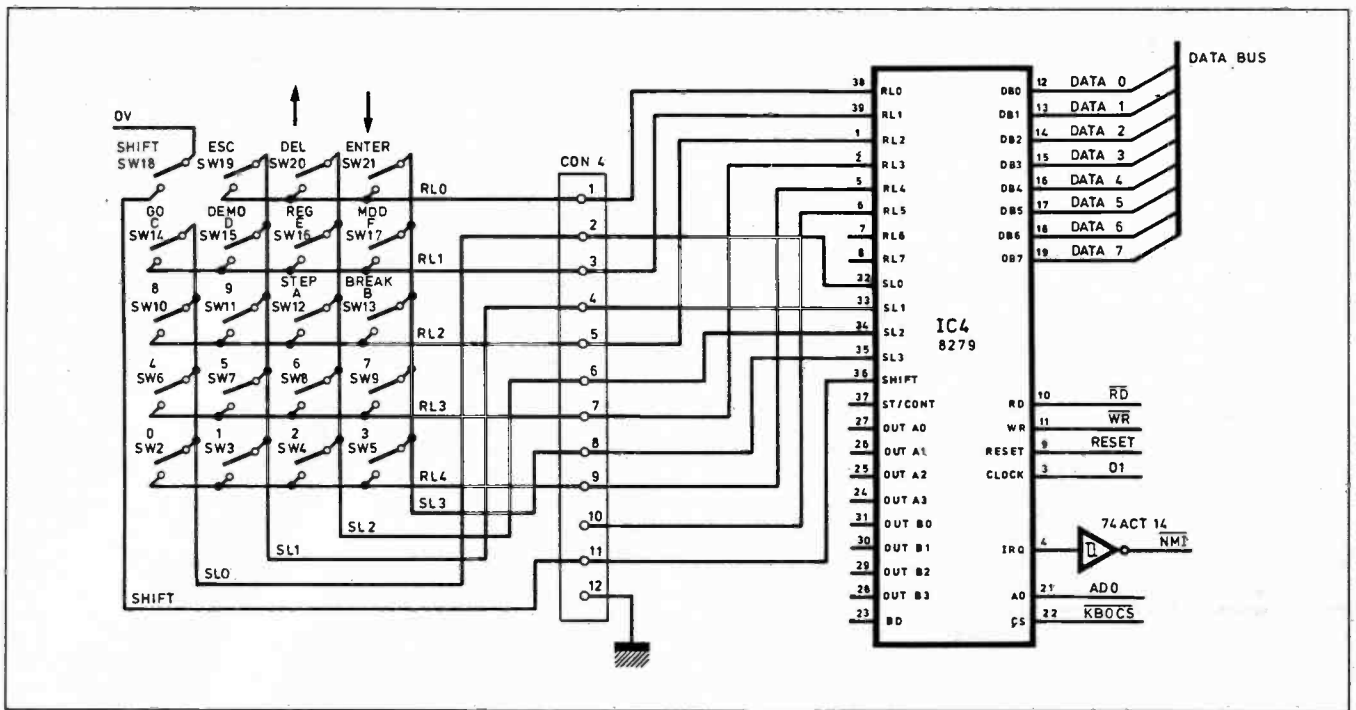 0V
SHIFT
SW18
ESC
SW19
DEL
SW20
ENTER
SW21
RL0
GO
C
SW14
DEMO
D
SW15
REG
E
SW16
MOD
F
SW17
RL1
8
SW10
9
SW11
STEP
A
SW12
BREAK
B
SW13
RL2
4
SW6
5
SW7
6
SW8
7
SW9
RL3
0
SW2
1
SW3
2
SW4
3
SW5
RL4
SL3
SL2
SL1
SL0
SHIFT
CON 4
1
2
3
4
5
6
7
8
9
10
11
12
IC4
8279
38 RL0
39 RL1
1 RL2
2 RL3
5 RL4
6 RL5
7 RL6
8 RL7
32 SL0
33 SL1
34 SL2
35 SL3
36 SHIFT
37 ST/CONT
27 OUT A0
26 OUT A1
25 OUT A2
24 OUT A3
31 OUT B0
30 OUT B1
29 OUT B2
28 OUT B3
23 BD
DATA BUS
DB0 12 DATA 0
DB1 13 DATA 1
DB2 14 DATA 2
DB3 15 DATA 3
DB4 16 DATA 4
DB5 17 DATA 5
DB6 18 DATA 6
DB7 19 DATA 7
RD 10 RD
WR 11 WR
RESET 9 RESET
CLOCK 3 01
74 ACT 14
IRQ 4 NMI
A0 21 AD0
CS 22 KBOCS